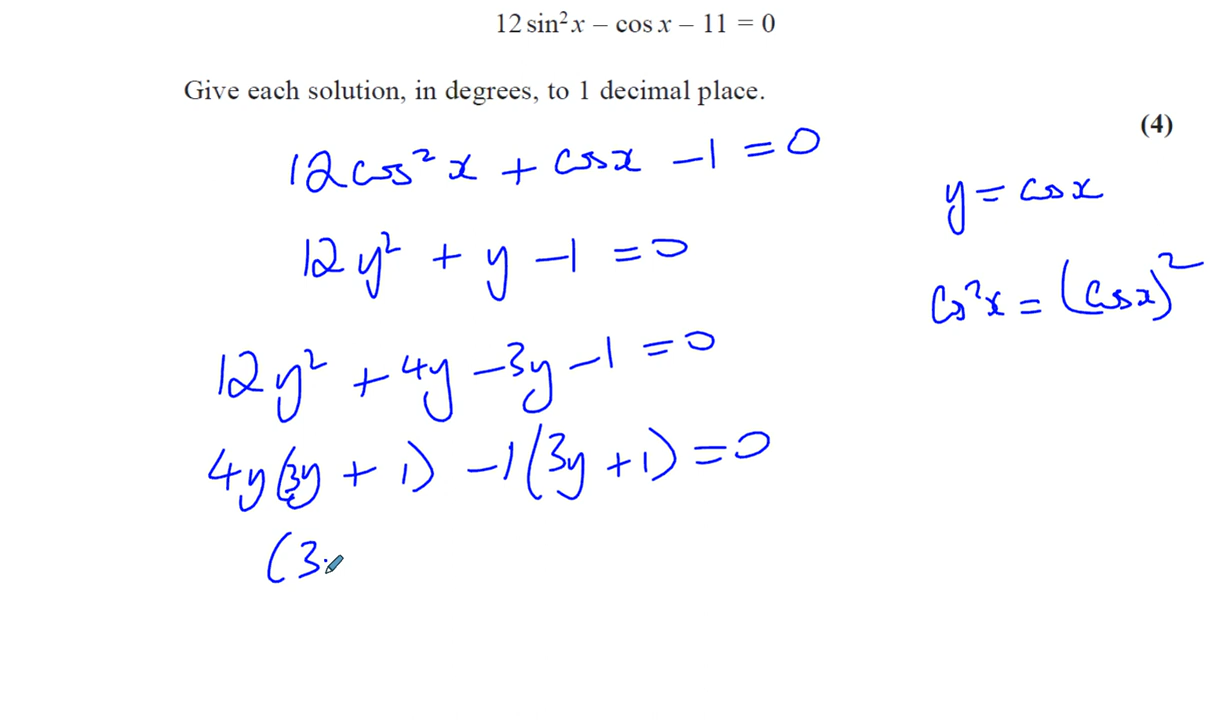 12 sin²x − cos x − 11 = 0
Give each solution, in degrees, to 1 decimal place.
(4)
12cos²x + cosx − 1 = 0
y = cosx
12y² + y − 1 = 0
cos²x = (cosx)²
12y² + 4y − 3y − 1 = 0
4y(3y + 1) − 1(3y + 1) = 0
(3